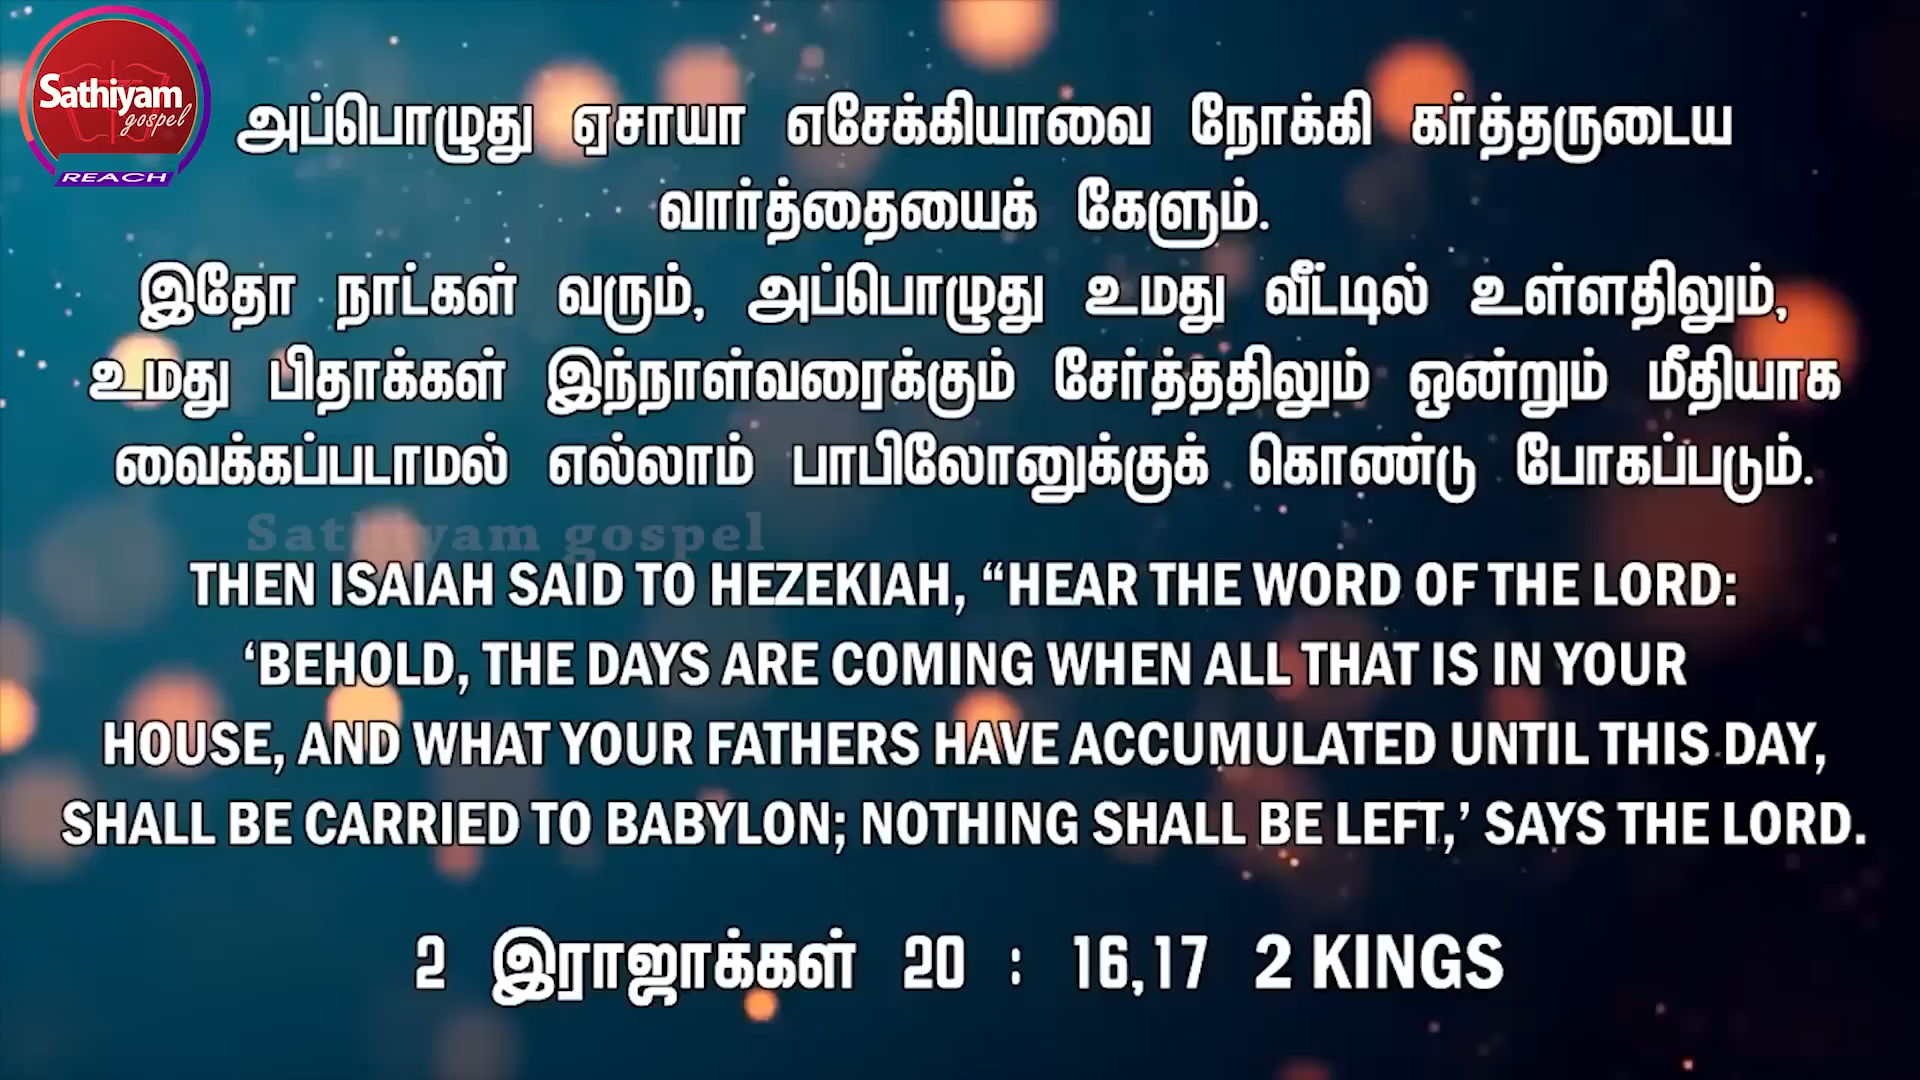 Sathiyam
gospel
REACH
அப்பொழுது ஏசாயா எசேக்கியாவை நோக்கி கர்த்தருடைய
வார்த்தையைக் கேளும்.
இதோ நாட்கள் வரும், அப்பொழுது உமது வீட்டில் உள்ளதிலும்,
உமது பிதாக்கள் இந்நாள்வரைக்கும் சேர்த்ததிலும் ஒன்றும் மீதியாக
வைக்கப்படாமல் எல்லாம் பாபிலோனுக்குக் கொண்டு போகப்படும்.
Sathiyam gospel
THEN ISAIAH SAID TO HEZEKIAH, “HEAR THE WORD OF THE LORD:
‘BEHOLD, THE DAYS ARE COMING WHEN ALL THAT IS IN YOUR
HOUSE, AND WHAT YOUR FATHERS HAVE ACCUMULATED UNTIL THIS DAY,
SHALL BE CARRIED TO BABYLON; NOTHING SHALL BE LEFT,’ SAYS THE LORD.
2 இராஜாக்கள் 20 : 16,17 2 KINGS